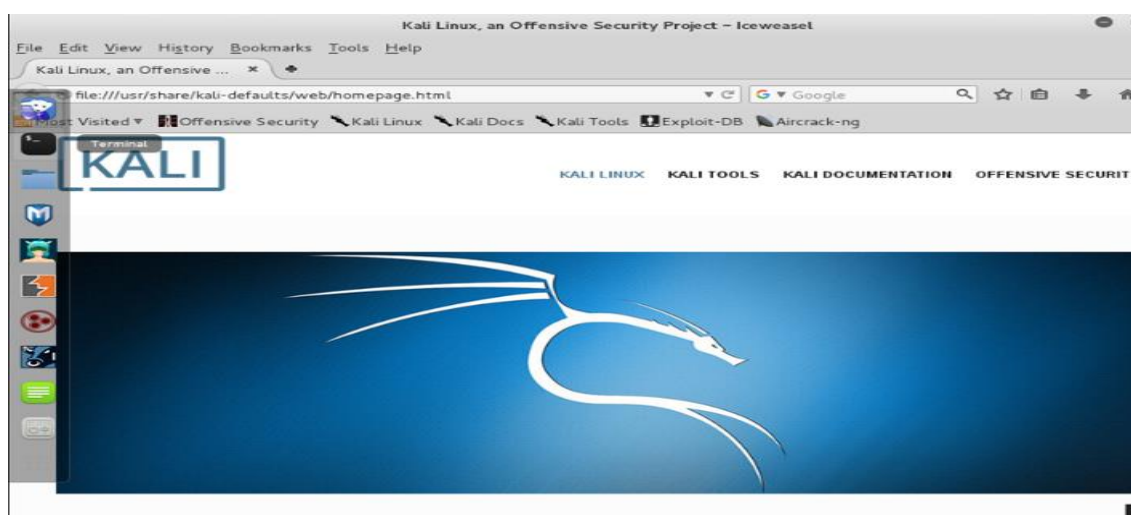 Kali Linux, an Offensive Security Project – Iceweasel
File Edit View History Bookmarks Tools Help
Kali Linux, an Offensive ... × +
file:///usr/share/kali-defaults/web/homepage.html Google
Most Visited Offensive Security Kali Linux Kali Docs Kali Tools Exploit-DB Aircrack-ng
Terminal
KALI
KALI LINUX KALI TOOLS KALI DOCUMENTATION OFFENSIVE SECURIT